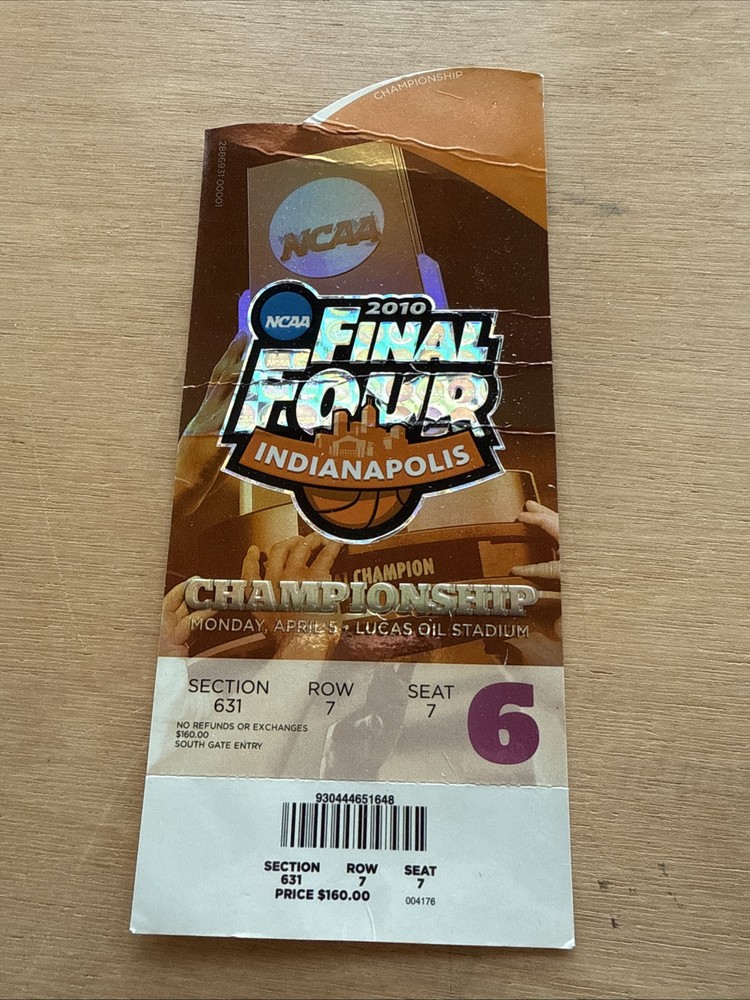 CHAMPIONSHIP
2886931 00001
NCAA
NCAA
2010
FINAL
FOUR
INDIANAPOLIS
CHAMPION
CHAMPIONSHIP
MONDAY, APRIL 5 • LUCAS OIL STADIUM
SECTION ROW SEAT 6
631 7 7
NO REFUNDS OR EXCHANGES
$160.00
SOUTH GATE ENTRY
930444651648
SECTION ROW SEAT
631 7 7
PRICE $160.00 004176